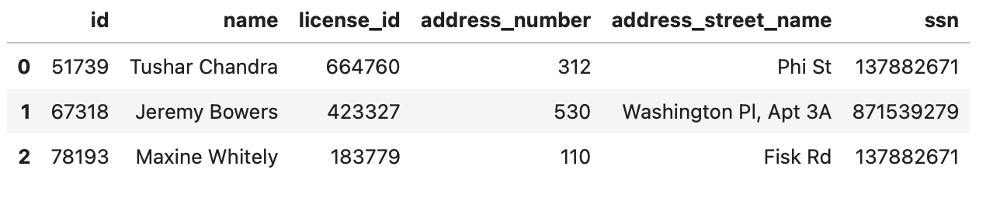 id name license_id address_number address_street_name ssn
0 51739 Tushar Chandra 664760 312 Phi St 137882671
1 67318 Jeremy Bowers 423327 530 Washington Pl, Apt 3A 871539279
2 78193 Maxine Whitely 183779 110 Fisk Rd 137882671